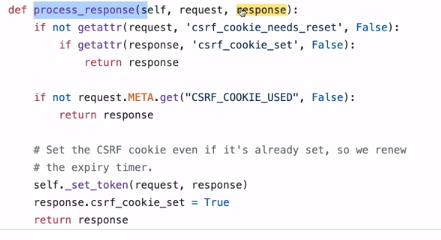 def process_response(self, request, response):
    if not getattr(request, 'csrf_cookie_needs_reset', False):
        if getattr(response, 'csrf_cookie_set', False):
            return response

    if not request.META.get("CSRF_COOKIE_USED", False):
        return response

    # Set the CSRF cookie even if it's already set, so we renew
    # the expiry timer.
    self._set_token(request, response)
    response.csrf_cookie_set = True
    return response